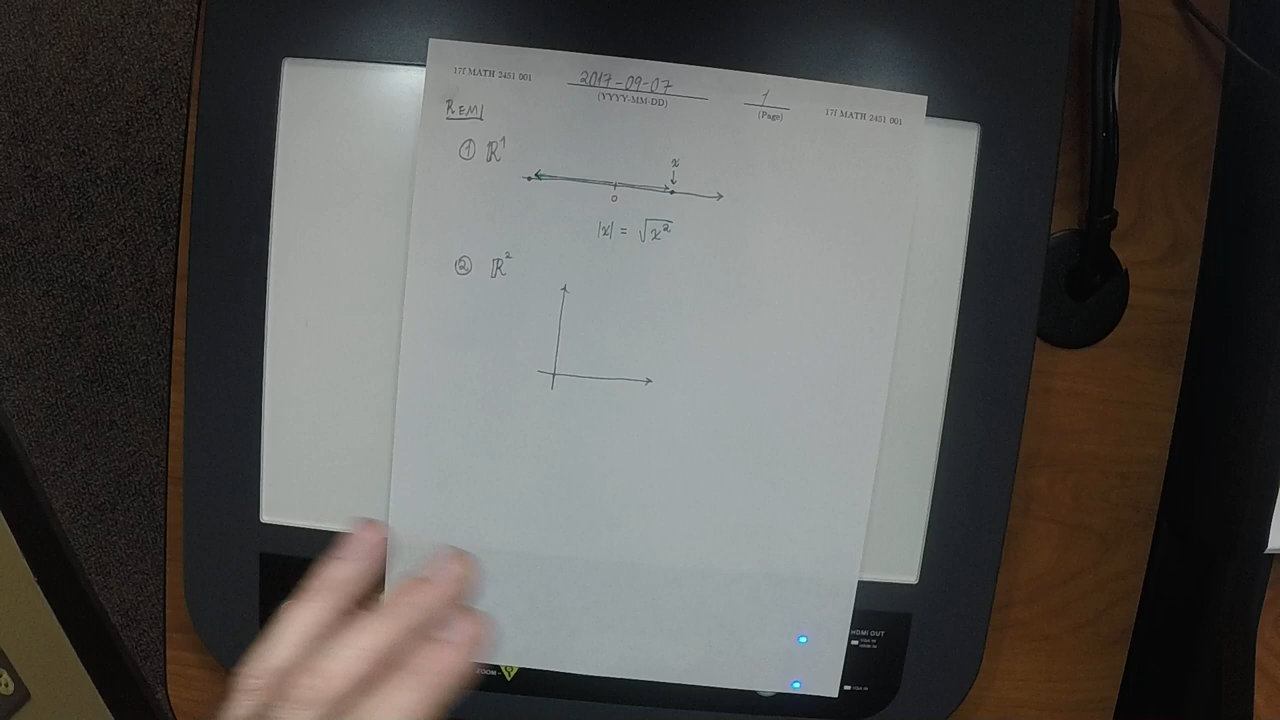 17f MATH 2451 001
2017-09-07
(YYYY-MM-DD)
1
(Page)
17f MATH 2451 001
REM
① ℝ¹
x
0
|x| = √x²
② ℝ²
HDMI OUT
ZOOM -